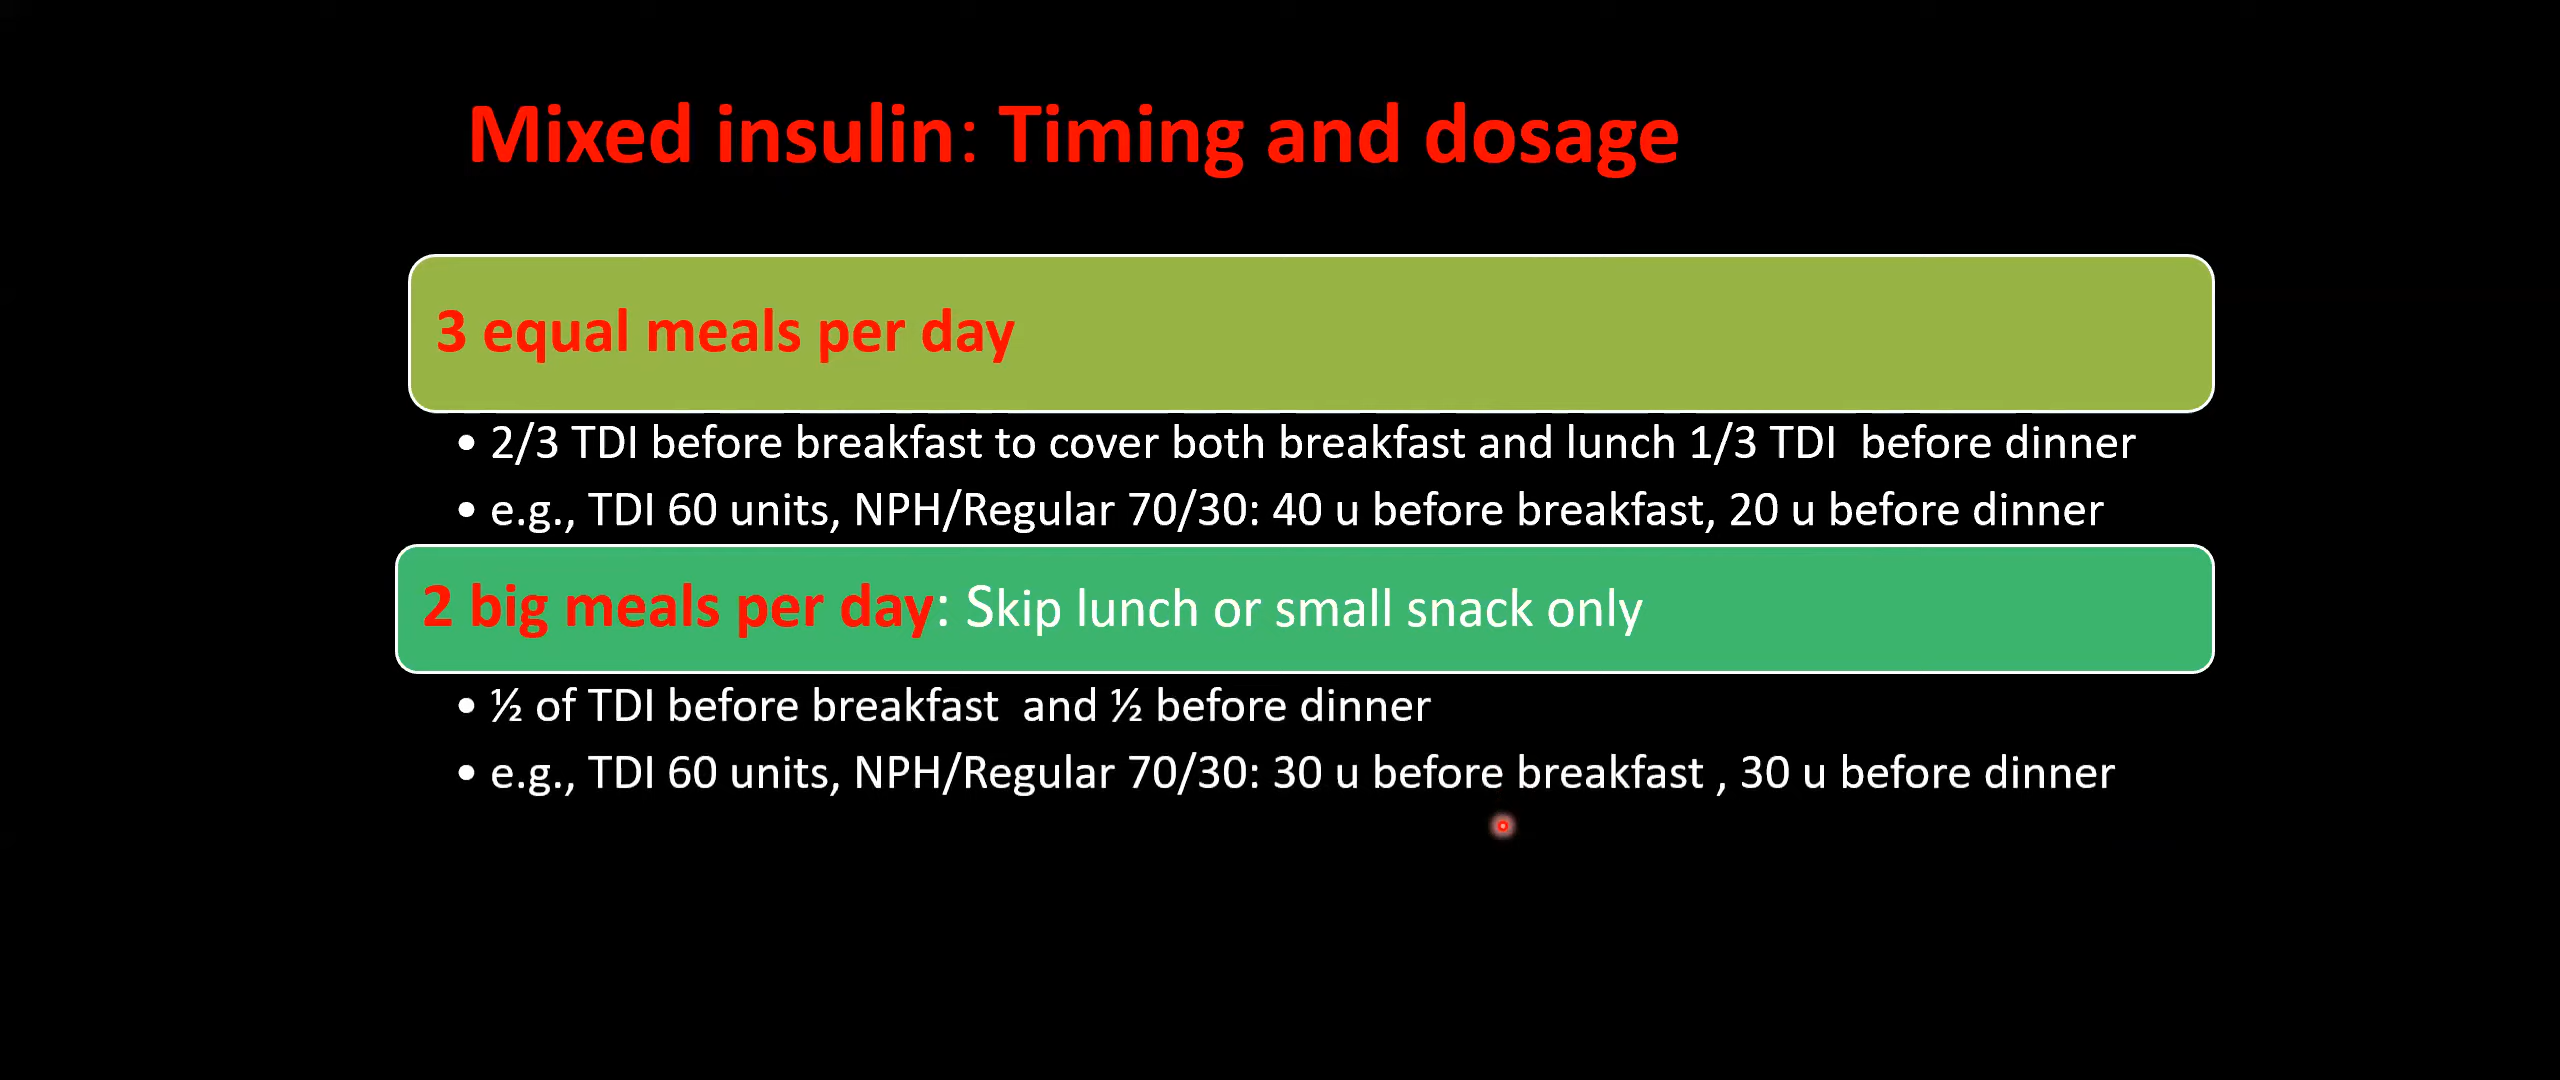 Mixed insulin: Timing and dosage
3 equal meals per day
• 2/3 TDI before breakfast to cover both breakfast and lunch 1/3 TDI  before dinner
• e.g., TDI 60 units, NPH/Regular 70/30: 40 u before breakfast, 20 u before dinner
2 big meals per day: Skip lunch or small snack only
• ½ of TDI before breakfast  and ½ before dinner
• e.g., TDI 60 units, NPH/Regular 70/30: 30 u before breakfast , 30 u before dinner